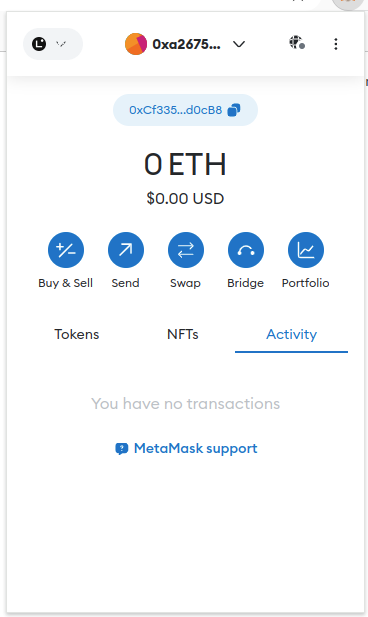 0xa2675...
0xCf335...d0cB8
0 ETH
$0.00 USD
Buy & Sell Send Swap Bridge Portfolio
Tokens NFTs Activity
You have no transactions
MetaMask support